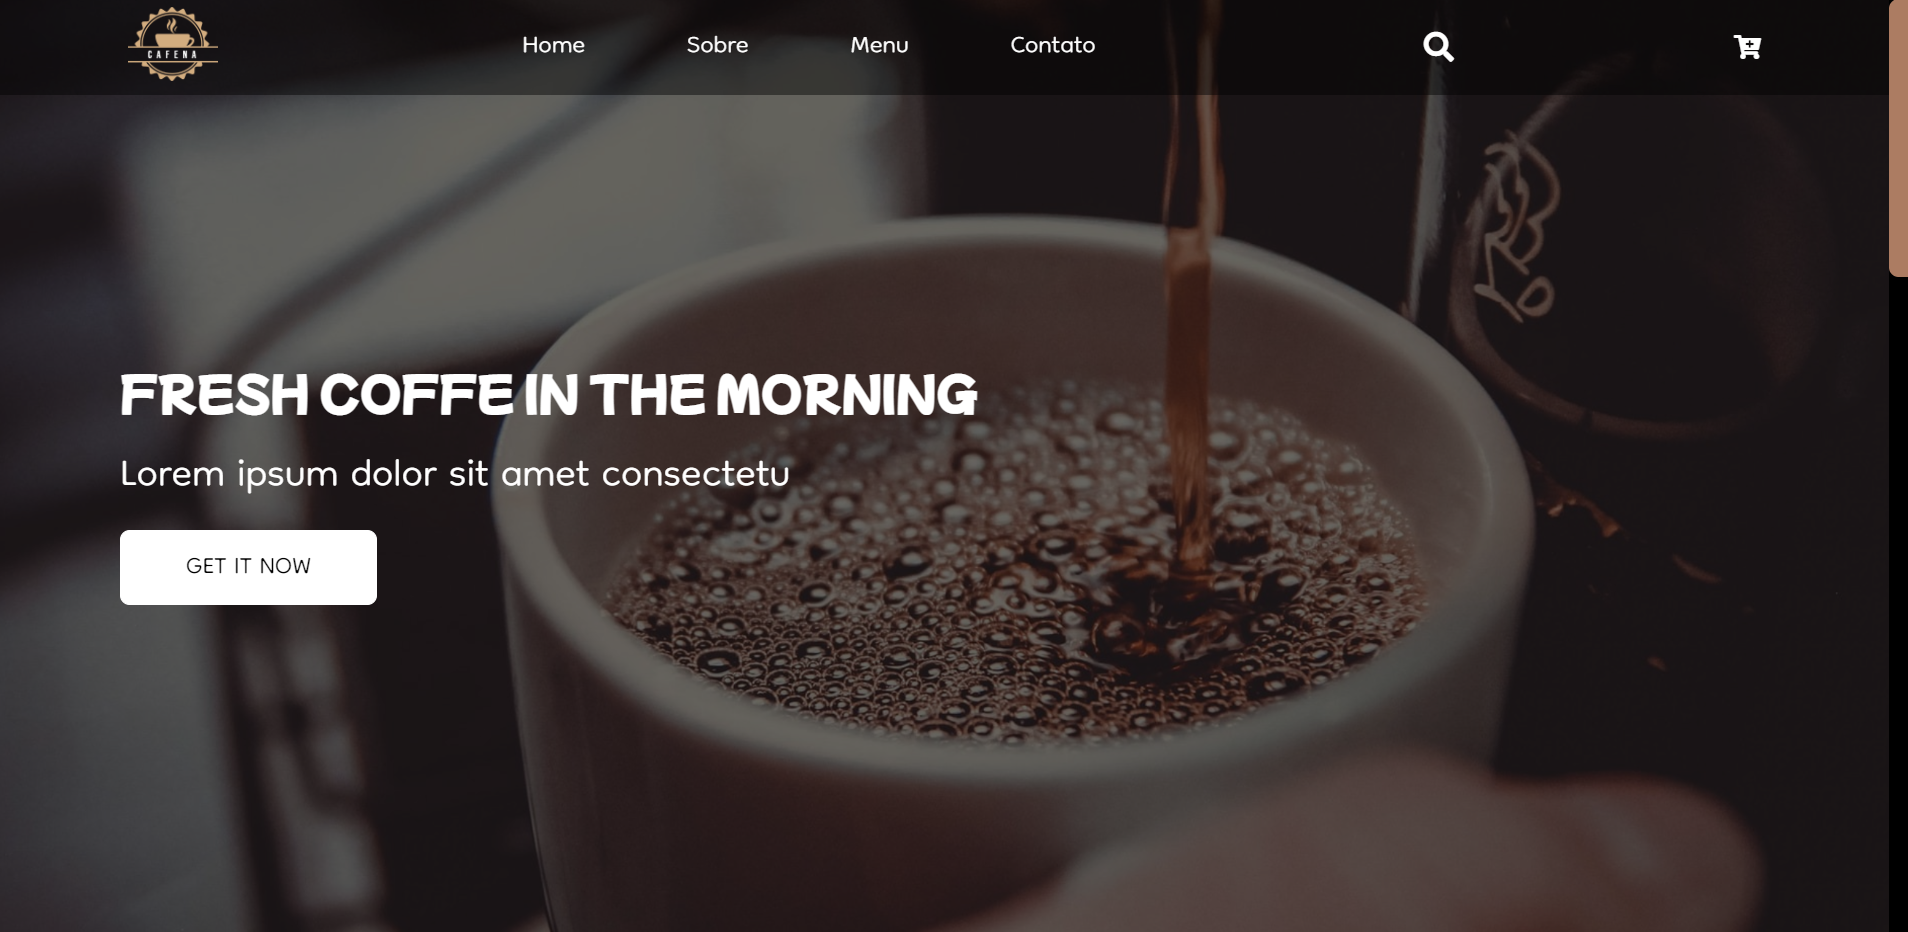 CAFENA
Home
Sobre
Menu
Contato
FRESH COFFE IN THE MORNING
Lorem ipsum dolor sit amet consectetu
GET IT NOW